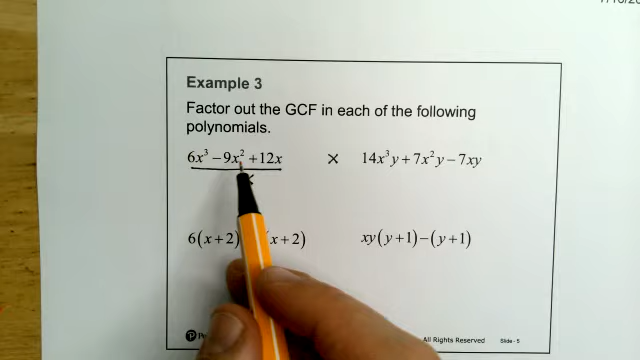 Example 3
Factor out the GCF in each of the following
polynomials.
6x³ − 9x² + 12x × 14x³y + 7x²y − 7xy
6(x+2) (x+2) xy(y+1)−(y+1)
All Rights Reserved Slide - 5